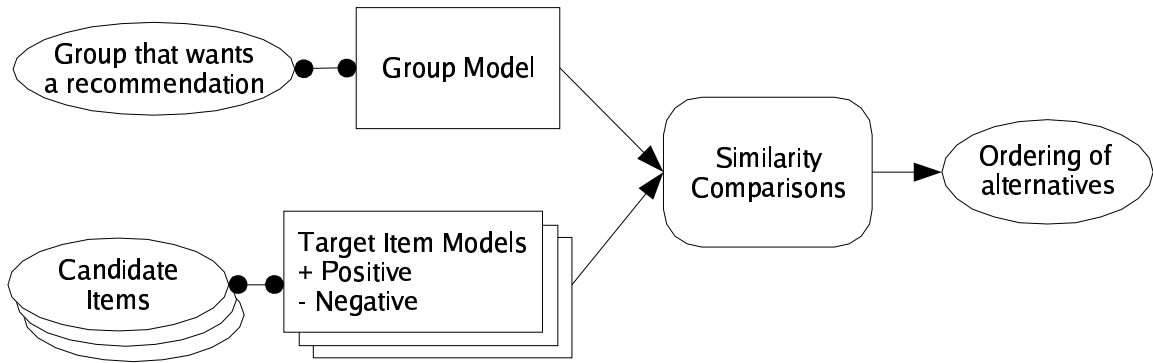 Group that wants
a recommendation
Group Model
Similarity
Comparisons
Ordering of
alternatives
Candidate
Items
Target Item Models
+ Positive
- Negative